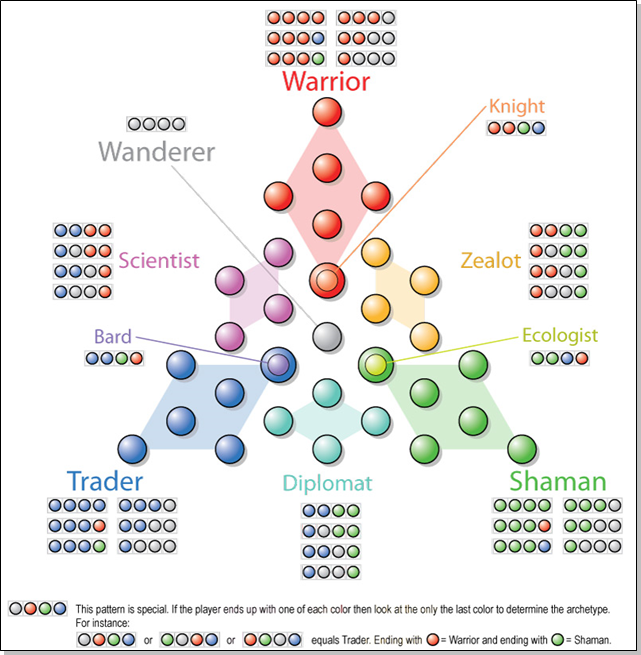 Warrior
Knight
Wanderer
Scientist
Zealot
Bard
Ecologist
Trader
Diplomat
Shaman
This pattern is special. If the player ends up with one of each color then look at the only the last color to determine the archetype.
For instance:
or or equals Trader. Ending with = Warrior and ending with = Shaman.